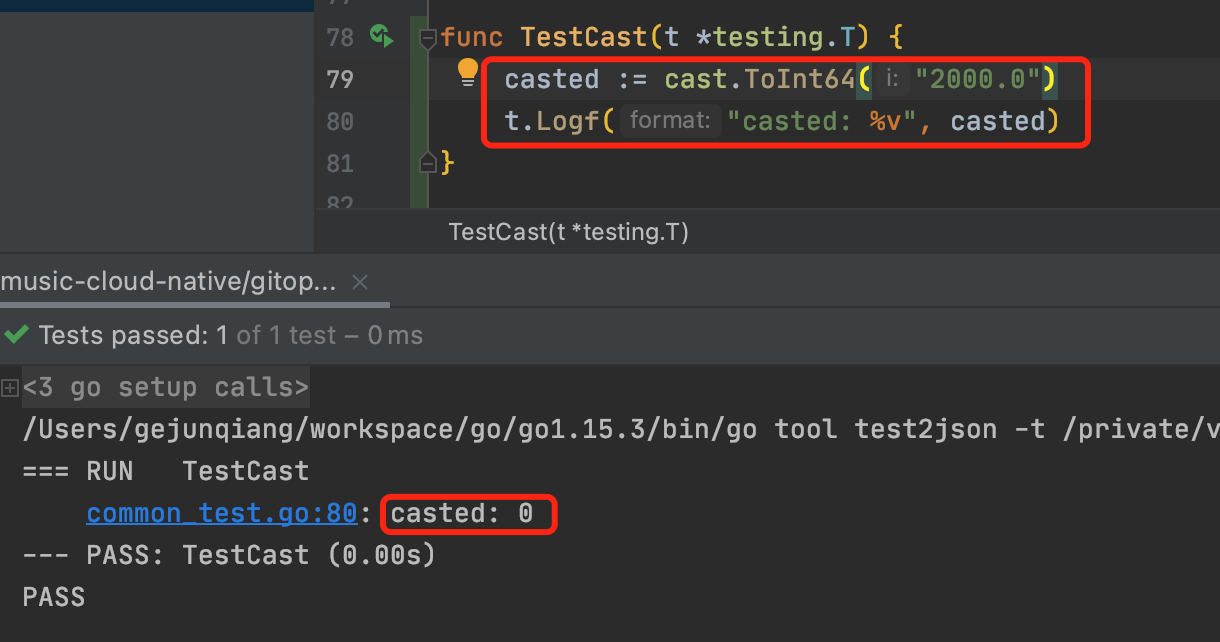 78 func TestCast(t *testing.T) {
79 casted := cast.ToInt64( i: "2000.0")
80 t.Logf( format: "casted: %v", casted)
81 }
82
TestCast(t *testing.T)
music-cloud-native/gitop...
Tests passed: 1 of 1 test – 0 ms
<3 go setup calls>
/Users/gejunqiang/workspace/go/go1.15.3/bin/go tool test2json -t /private/v
=== RUN TestCast
common_test.go:80: casted: 0
--- PASS: TestCast (0.00s)
PASS